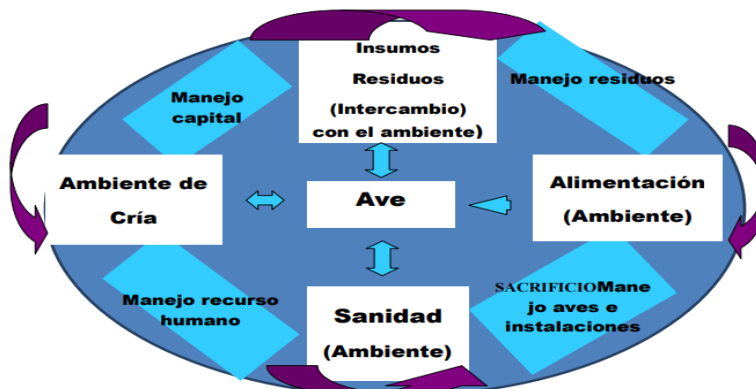 Insumos
Residuos
(Intercambio)
con el ambiente)
Manejo
capital
Manejo residuos
Ambiente de
Cría
Ave
Alimentación
(Ambiente)
Manejo recurso
humano
Sanidad
(Ambiente)
SACRIFICIOMane
jo aves e
instalaciones